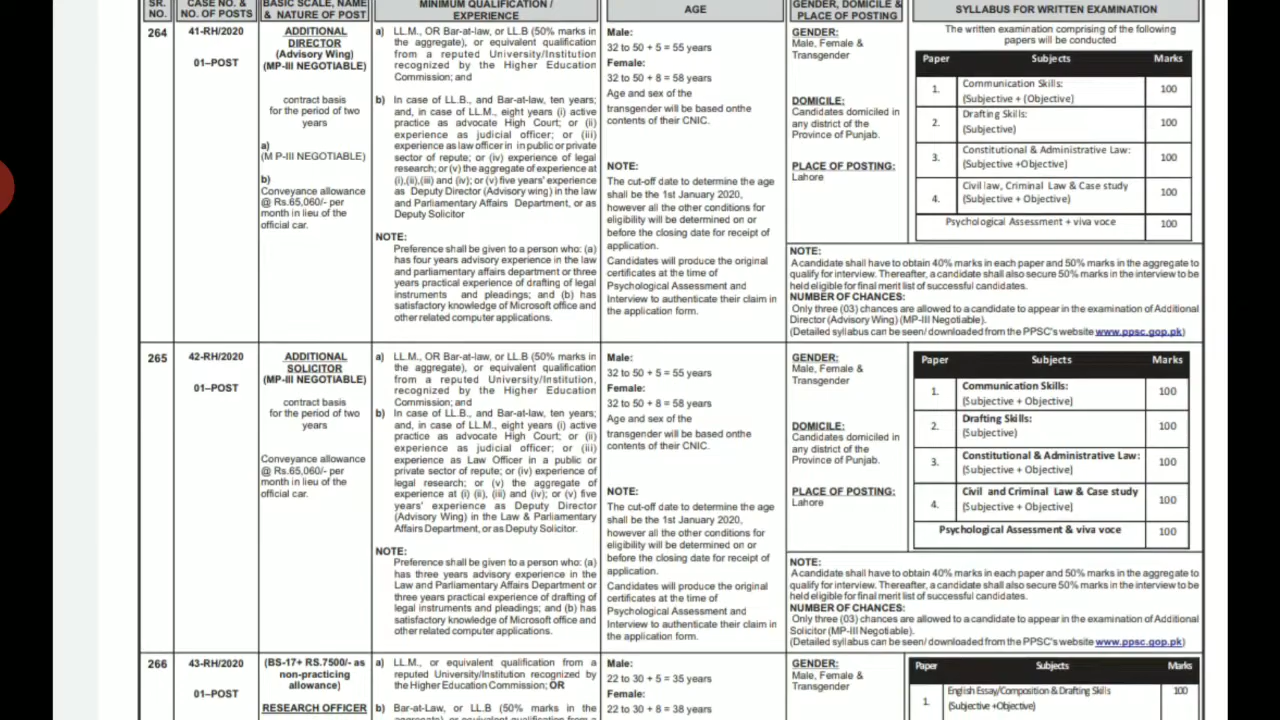 SR. NO.
CASE NO. & NO. OF POSTS
BASIC SCALE, NAME & NATURE OF POST
MINIMUM QUALIFICATION / EXPERIENCE
AGE
GENDER, DOMICILE & PLACE OF POSTING
SYLLABUS FOR WRITTEN EXAMINATION
264
41-RH/2020
01–POST
ADDITIONAL
DIRECTOR
(Advisory Wing)
(MP-III NEGOTIABLE)
contract basis
for the period of two
years
a)
(M P-III NEGOTIABLE)
b)
Conveyance allowance
@ Rs.65,060/- per
month in lieu of the
official car.
a) LL.M., OR Bar-at-law, or LL.B (50% marks in
the aggregate), or equivalent qualification
from a reputed University/Institution
recognized by the Higher Education
Commission; and
b) In case of LL.B., and Bar-at-law, ten years;
and, in case of LL.M., eight years (i) active
practice as advocate High Court; or (ii)
experience as judicial officer; or (iii)
experience as law officer in in public or private
sector of repute; or (iv) experience of legal
research; or (v) the aggregate of experience at
(i),(ii),(iii) and (iv); or (v) five years' experience
as Deputy Director (Advisory wing) in the law
and Parliamentary Affairs Department, or as
Deputy Solicitor
NOTE:
Preference shall be given to a person who: (a)
has four years advisory experience in the law
and parliamentary affairs department or three
years practical experience of drafting of legal
instruments and pleadings; and (b) has
satisfactory knowledge of Microsoft office and
other related computer applications.
Male:
32 to 50 + 5 = 55 years
Female:
32 to 50 + 8 = 58 years
Age and sex of the
transgender will be based onthe
contents of their CNIC.
NOTE:
The cut-off date to determine the age
shall be the 1st January 2020,
however all the other conditions for
eligibility will be determined on or
before the closing date for receipt of
application.
Candidates will produce the original
certificates at the time of
Psychological Assessment and
Interview to authenticate their claim in
the application form.
GENDER:
Male, Female &
Transgender
DOMICILE:
Candidates domiciled in
any district of the
Province of Punjab.
PLACE OF POSTING:
Lahore
The written examination comprising of the following
papers will be conducted
Paper Subjects Marks
1. Communication Skills: 100
(Subjective + (Objective)
2. Drafting Skills: 100
(Subjective)
3. Constitutional & Administrative Law: 100
(Subjective +Objective)
4. Civil law, Criminal Law & Case study 100
(Subjective + Objective)
Psychological Assessment + viva voce 100
NOTE:
A candidate shall have to obtain 40% marks in each paper and 50% marks in the aggregate to
qualify for interview. Thereafter, a candidate shall also secure 50% marks in the interview to be
held eligible for final merit list of successful candidates.
NUMBER OF CHANCES:
Only three (03) chances are allowed to a candidate to appear in the examination of Additional
Director (Advisory Wing) (MP-III Negotiable).
(Detailed syllabus can be seen/ downloaded from the PPSC's website www.ppsc.gop.pk)
265
42-RH/2020
01–POST
ADDITIONAL
SOLICITOR
(MP-III NEGOTIABLE)
contract basis
for the period of two
years
Conveyance allowance
@ Rs.65,060/- per
month in lieu of the
official car.
a) LL.M., OR Bar-at-law, or LL.B (50% marks in
the aggregate), or equivalent qualification
from a reputed University/Institution,
recognized by the Higher Education
Commission; and
b) In case of LL.B., and Bar-at-law, ten years;
and, in case of LL.M., eight years (i) active
practice as advocate High Court; or (ii)
experience as judicial officer; or (iii)
experience as Law Officer in a public or
private sector of repute; or (iv) experience of
legal research; or (v) the aggregate of
experience at (i) (ii), (iii) and (iv); or (v) five
years' experience as Deputy Director
(Advisory Wing) in the Law & Parliamentary
Affairs Department, or as Deputy Solicitor.
NOTE:
Preference shall be given to a person who: (a)
has three years advisory experience in the
Law and Parliamentary Affairs Department or
three years practical experience of drafting of
legal instruments and pleadings; and (b) has
satisfactory knowledge of Microsoft office and
other related computer applications.
Male:
32 to 50 + 5 = 55 years
Female:
32 to 50 + 8 = 58 years
Age and sex of the
transgender will be based onthe
contents of their CNIC.
NOTE:
The cut-off date to determine the age
shall be the 1st January 2020,
however all the other conditions for
eligibility will be determined on or
before the closing date for receipt of
application.
Candidates will produce the original
certificates at the time of
Psychological Assessment and
Interview to authenticate their claim in
the application form.
GENDER:
Male, Female &
Transgender
DOMICILE:
Candidates domiciled in
any district of the
Province of Punjab.
PLACE OF POSTING:
Lahore
Paper Subjects Marks
1. Communication Skills: 100
(Subjective + Objective)
2. Drafting Skills: 100
(Subjective)
3. Constitutional & Administrative Law: 100
(Subjective + Objective)
4. Civil and Criminal Law & Case study 100
(Subjective + Objective)
Psychological Assessment & viva voce 100
NOTE:
A candidate shall have to obtain 40% marks in each paper and 50% marks in the aggregate to
qualify for interview. Thereafter, a candidate shall also secure 50% marks in the interview to be
held eligible for final merit list of successful candidates.
NUMBER OF CHANCES:
Only three (03) chances are allowed to a candidate to appear in the examination of Additional
Solicitor (MP-III Negotiable).
(Detailed syllabus can be seen/ downloaded from the PPSC's website www.ppsc.gop.pk)
266
43-RH/2020
01–POST
(BS-17+ RS.7500/- as
non-practicing
allowance)
RESEARCH OFFICER
a) LL.M., or equivalent qualification from a
reputed University/Institution recognized by
the Higher Education Commission; OR
b) Bar-at-Law, or LL.B (50% marks in the
Male:
22 to 30 + 5 = 35 years
Female:
22 to 30 + 8 = 38 years
GENDER:
Male, Female &
Transgender
Paper Subjects Marks
1. English Essay/Composition & Drafting Skills 100
(Subjective +Objective)